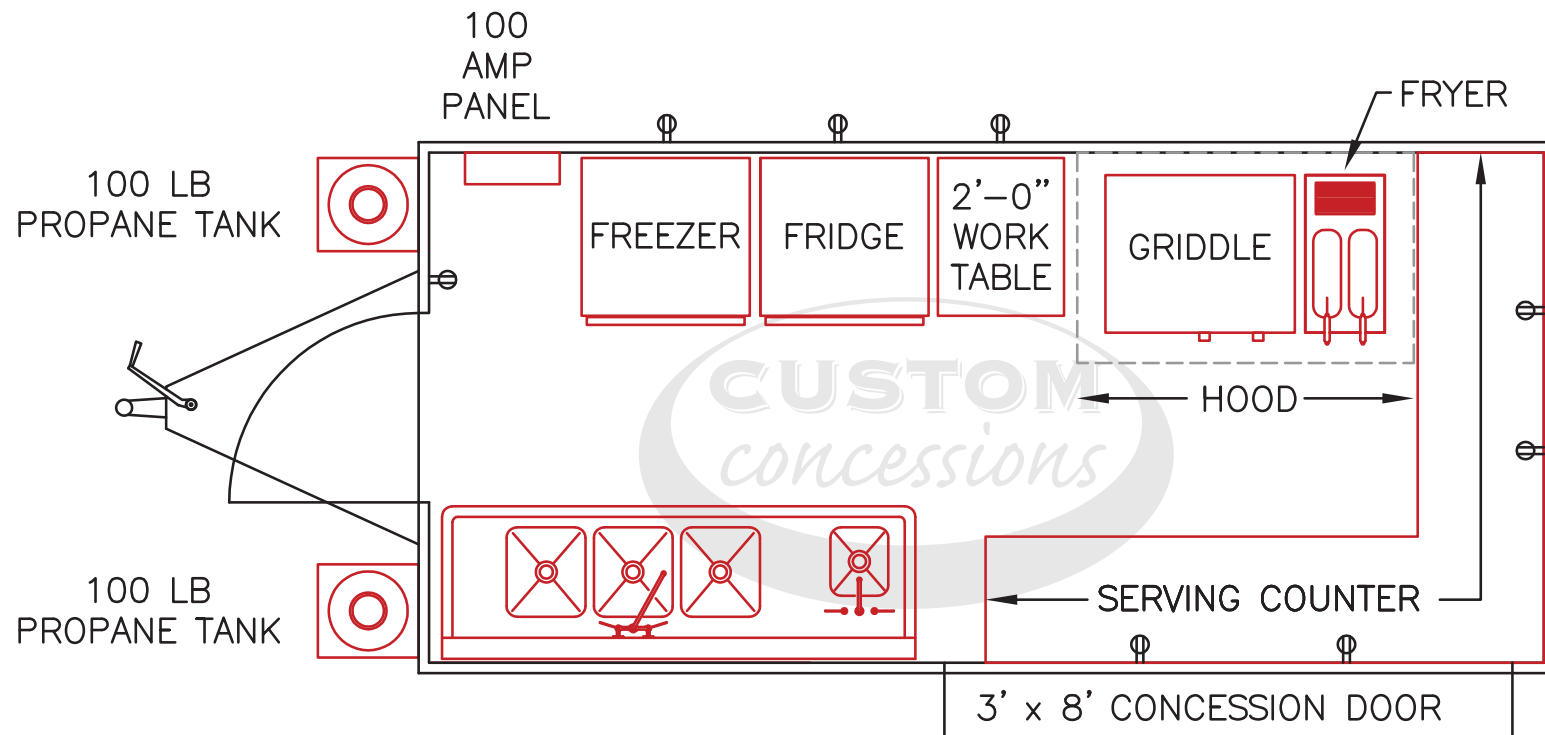 100
AMP
PANEL
FRYER
100 LB
PROPANE TANK
FREEZER
FRIDGE
2’-0”
WORK
TABLE
GRIDDLE
CUSTOM
concessions
HOOD
100 LB
PROPANE TANK
SERVING COUNTER
3’ x 8’ CONCESSION DOOR